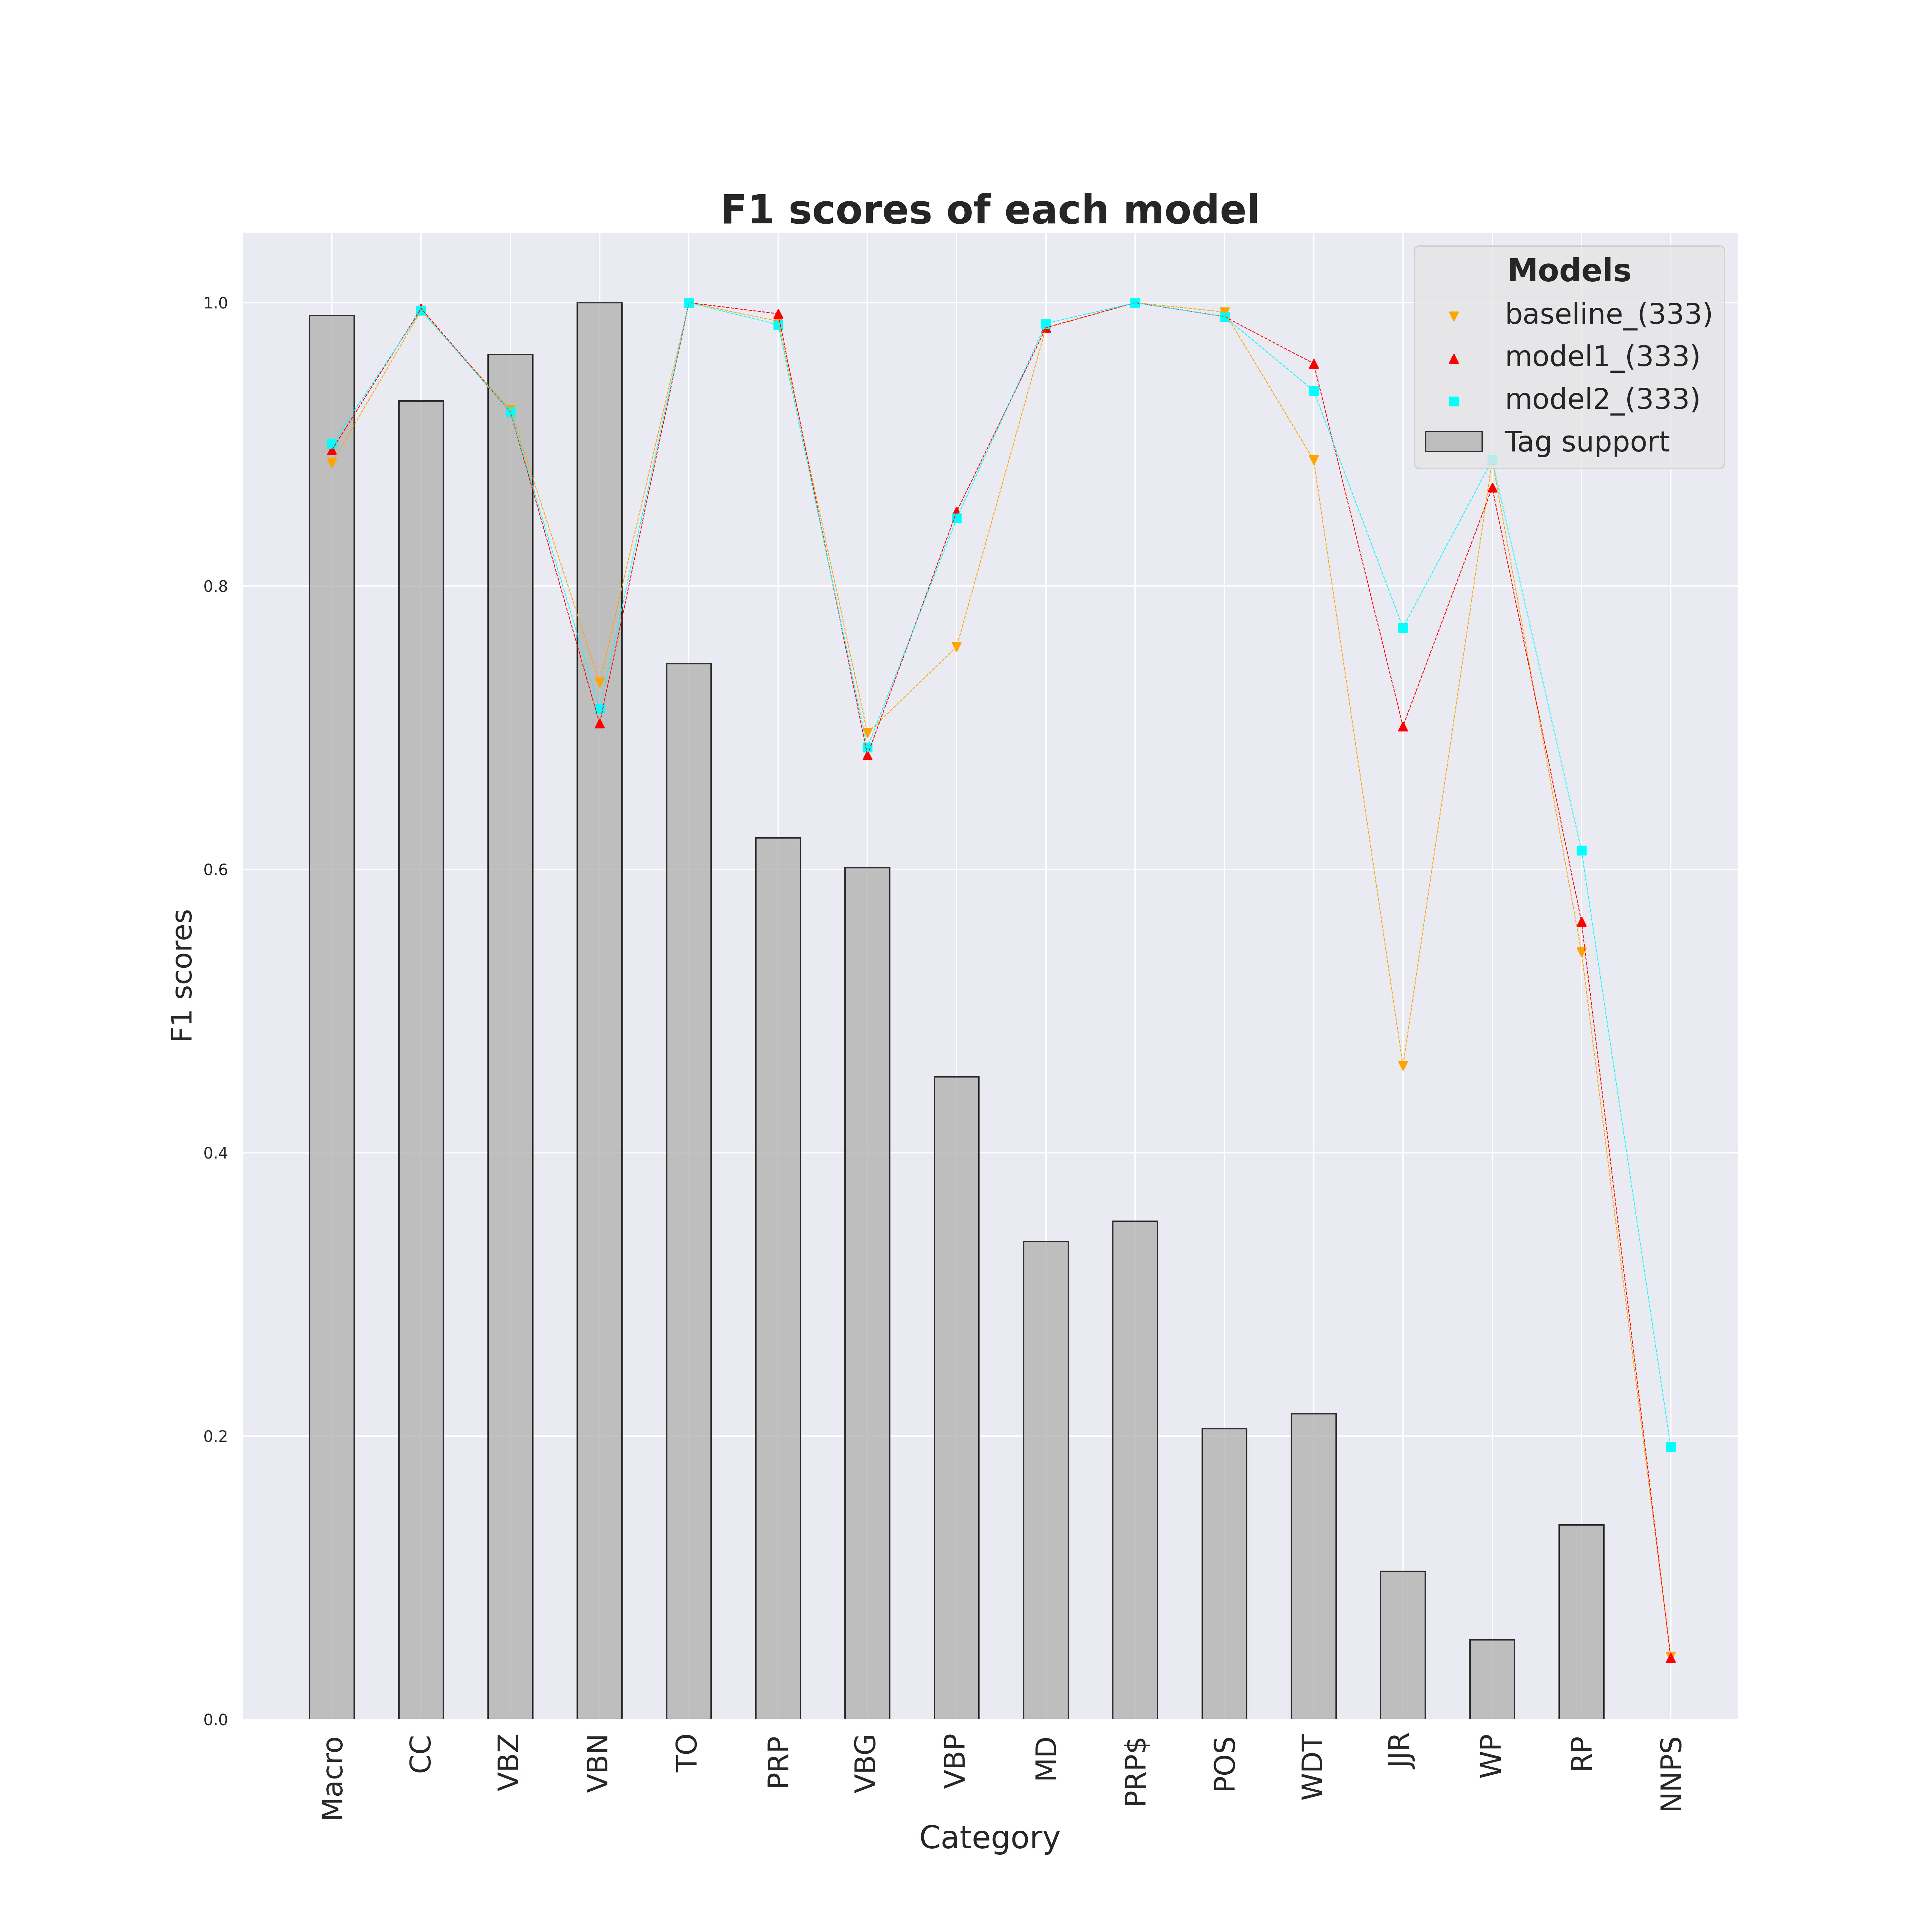 F1 scores of each model
Models
baseline_(333)
model1_(333)
model2_(333)
Tag support
F1 scores
1.0
0.8
0.6
0.4
0.2
0.0
Macro
CC
VBZ
VBN
TO
PRP
VBG
VBP
MD
PRP$
POS
WDT
JJR
WP
RP
NNPS
Category